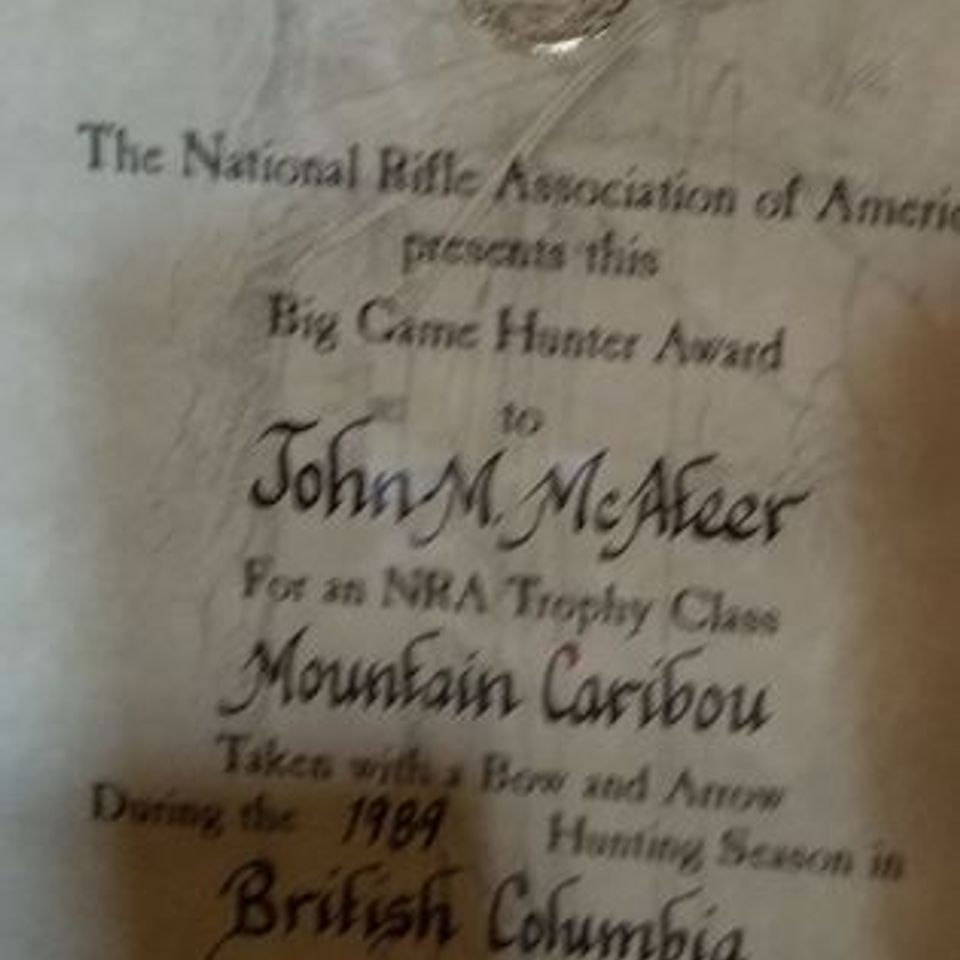 The National Rifle Association of Americ
presents this
Big Game Hunter Award
to
John M. McAteer
For an NRA Trophy Class
Mountain Caribou
Taken with a Bow and Arrow
During the 1989 Hunting Season in
British Columbia